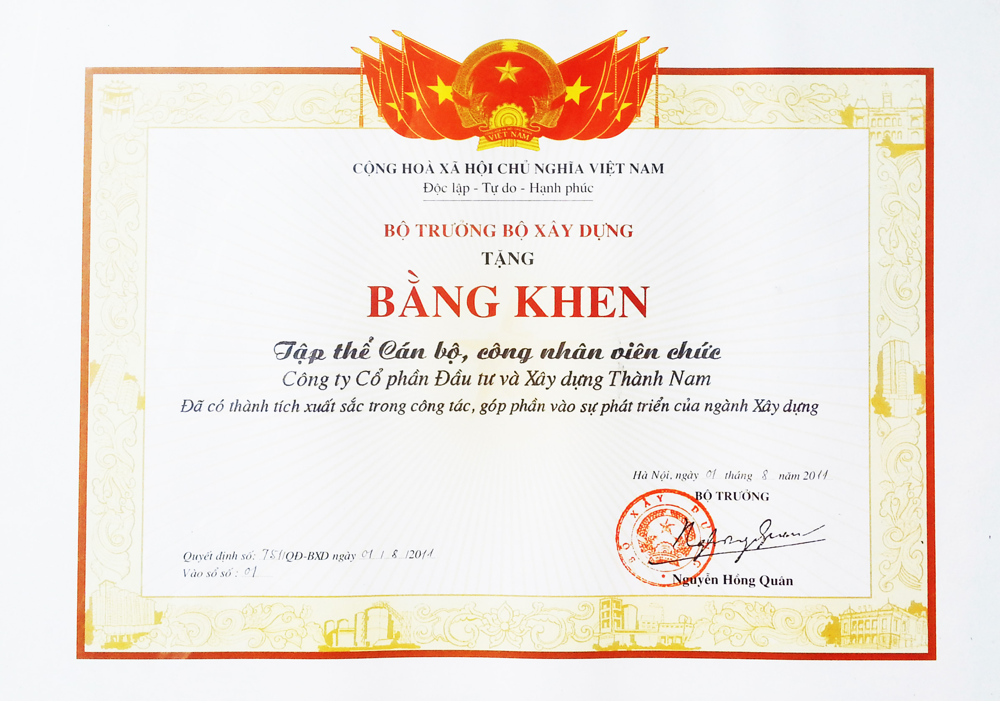 VIỆT NAM
CỘNG HOÀ XÃ HỘI CHỦ NGHĨA VIỆT NAM
Độc lập - Tự do - Hạnh phúc
BỘ TRƯỞNG BỘ XÂY DỰNG
TẶNG
BẰNG KHEN
Tập thể Cán bộ, công nhân viên chức
Công ty Cổ phần Đầu tư và Xây dựng Thành Nam
Đã có thành tích xuất sắc trong công tác, góp phần vào sự phát triển của ngành Xây dựng
Hà Nội, ngày 01 tháng 8 năm 2011
BỘ TRƯỞNG
BỘ XÂY DỰNG
Nguyễn Hồng Quân
Quyết định số: 751/QĐ-BXD ngày 01 / 8 /2011
Vào sổ số : 01